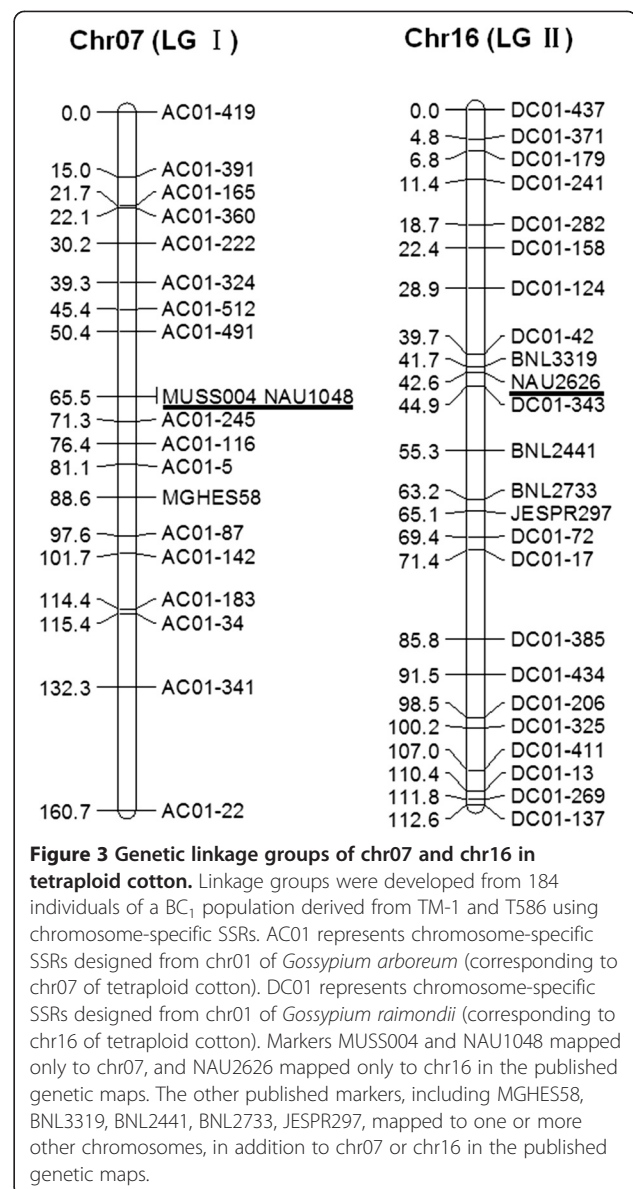 Chr07 (LG Ⅰ)
0.0 AC01-419
15.0 AC01-391
21.7 AC01-165
22.1 AC01-360
30.2 AC01-222
39.3 AC01-324
45.4 AC01-512
50.4 AC01-491
65.5 MUSS004 NAU1048
71.3 AC01-245
76.4 AC01-116
81.1 AC01-5
88.6 MGHES58
97.6 AC01-87
101.7 AC01-142
114.4 AC01-183
115.4 AC01-34
132.3 AC01-341
160.7 AC01-22
Chr16 (LG Ⅱ)
0.0 DC01-437
4.8 DC01-371
6.8 DC01-179
11.4 DC01-241
18.7 DC01-282
22.4 DC01-158
28.9 DC01-124
39.7 DC01-42
41.7 BNL3319
42.6 NAU2626
44.9 DC01-343
55.3 BNL2441
63.2 BNL2733
65.1 JESPR297
69.4 DC01-72
71.4 DC01-17
85.8 DC01-385
91.5 DC01-434
98.5 DC01-206
100.2 DC01-325
107.0 DC01-411
110.4 DC01-13
111.8 DC01-269
112.6 DC01-137
Figure 3 Genetic linkage groups of chr07 and chr16 in
tetraploid cotton. Linkage groups were developed from 184
individuals of a BC₁ population derived from TM-1 and T586 using
chromosome-specific SSRs. AC01 represents chromosome-specific
SSRs designed from chr01 of Gossypium arboreum (corresponding to
chr07 of tetraploid cotton). DC01 represents chromosome-specific
SSRs designed from chr01 of Gossypium raimondii (corresponding to
chr16 of tetraploid cotton). Markers MUSS004 and NAU1048 mapped
only to chr07, and NAU2626 mapped only to chr16 in the published
genetic maps. The other published markers, including MGHES58,
BNL3319, BNL2441, BNL2733, JESPR297, mapped to one or more
other chromosomes, in addition to chr07 or chr16 in the published
genetic maps.